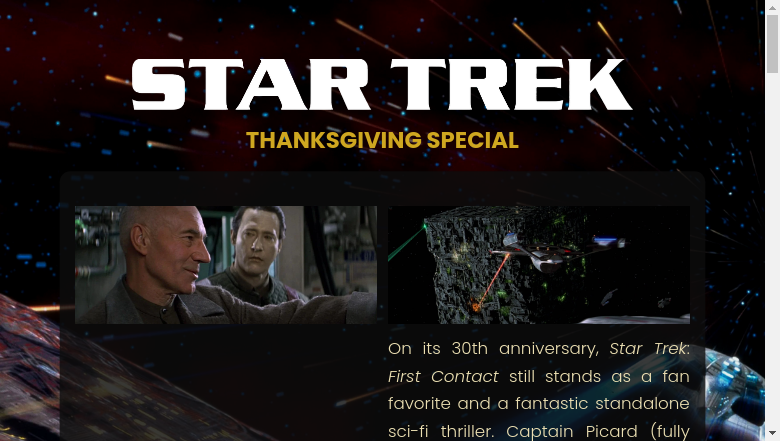 STAR TREK
THANKSGIVING SPECIAL
On its 30th anniversary, Star Trek:
First Contact still stands as a fan
favorite and a fantastic standalone
sci-fi thriller. Captain Picard (fully